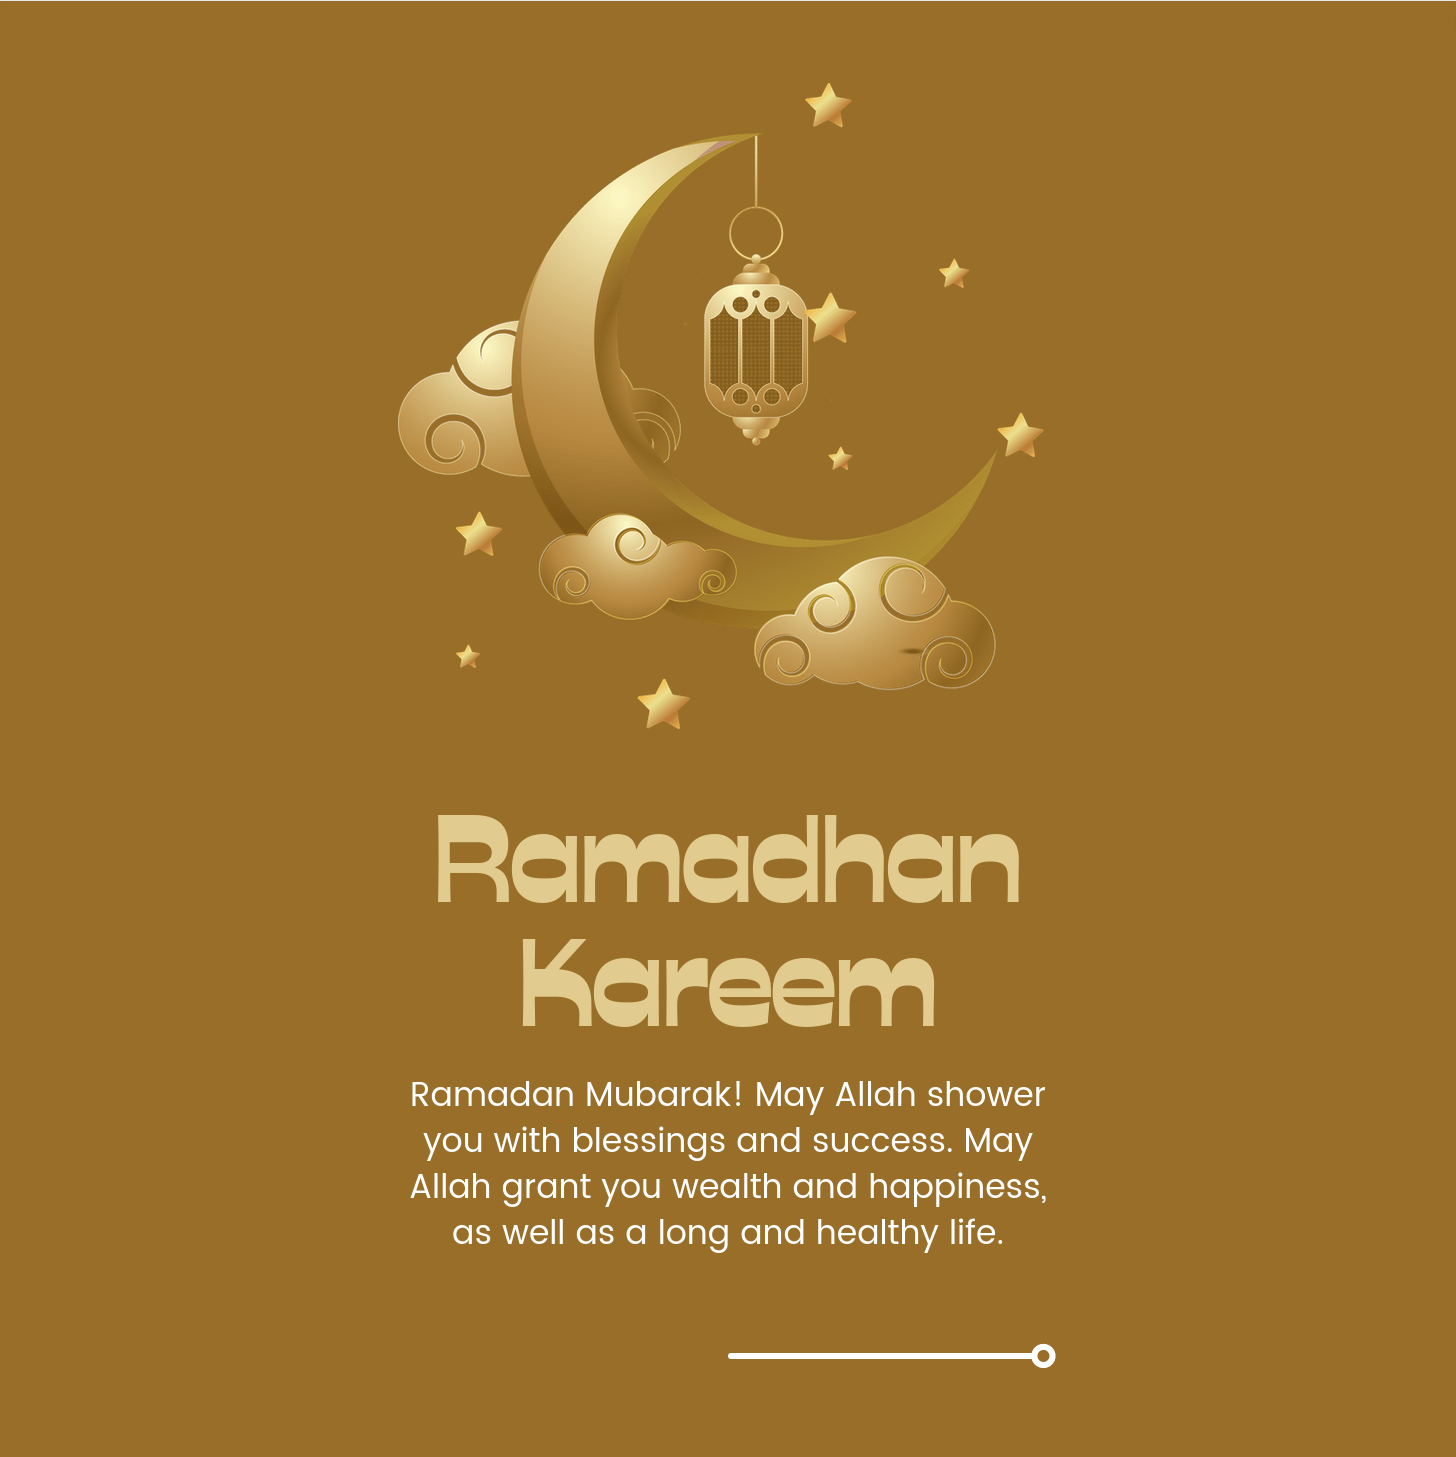 Ramadhan
Kareem
Ramadan Mubarak! May Allah shower
you with blessings and success. May
Allah grant you wealth and happiness,
as well as a long and healthy life.